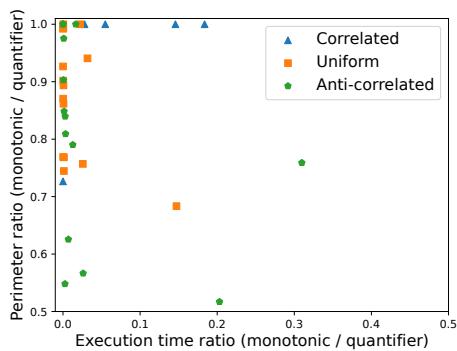 1.0
0.9
0.8
0.7
0.6
0.5
Perimeter ratio (monotonic / quantifier)
Correlated
Uniform
Anti-correlated
0.0 0.1 0.2 0.3 0.4 0.5
Execution time ratio (monotonic / quantifier)